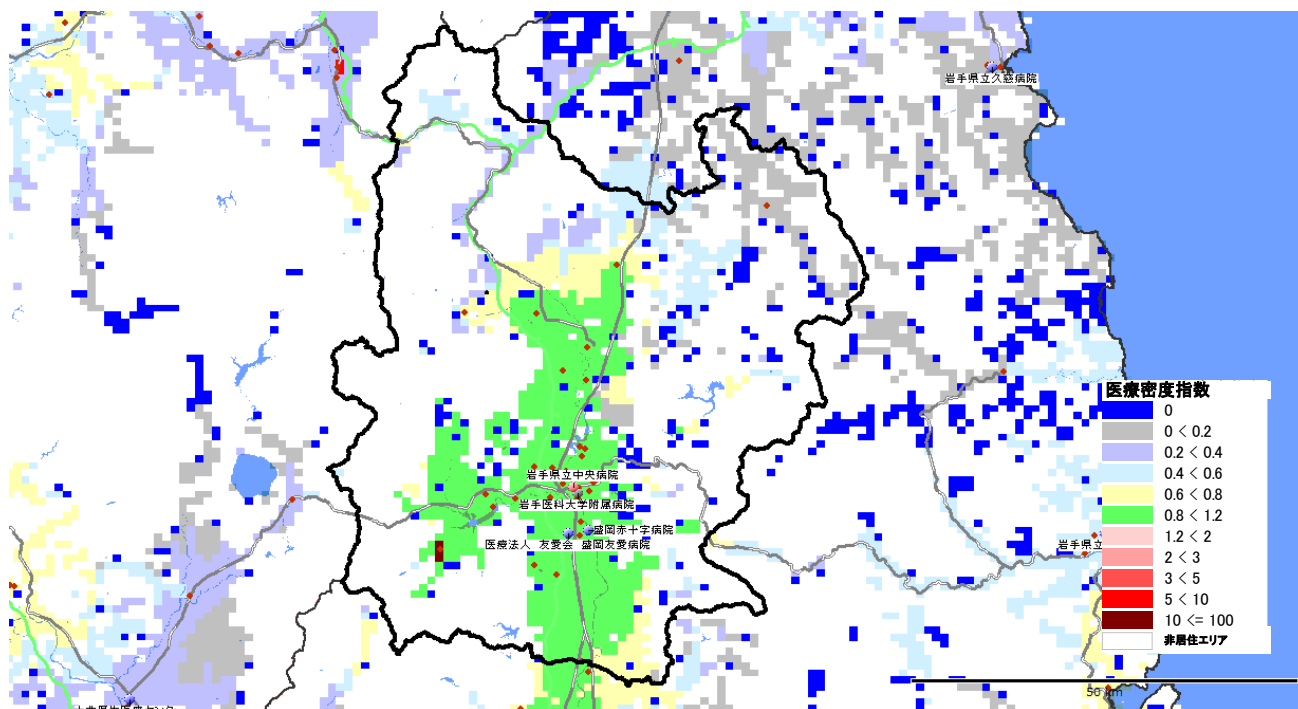 岩手県立久慈病院
医療密度指数
0
0 < 0.2
0.2 < 0.4
0.4 < 0.6
0.6 < 0.8
0.8 < 1.2
1.2 < 2
2 < 3
3 < 5
5 < 10
10 <= 100
非居住エリア
岩手県立中央病院
岩手医科大学附属病院
盛岡赤十字病院
医療法人 友愛会 盛岡友愛病院
岩手県立
50 km